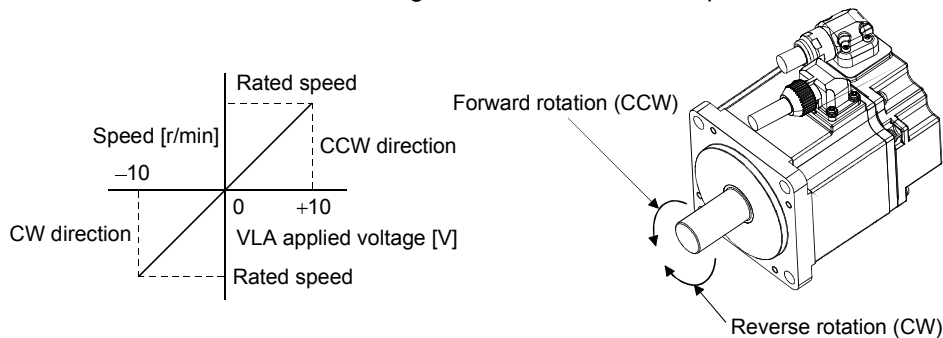 Rated speed
Forward rotation (CCW)
Speed [r/min]
CCW direction
–10
0
+10
CW direction
VLA applied voltage [V]
Rated speed
Reverse rotation (CW)